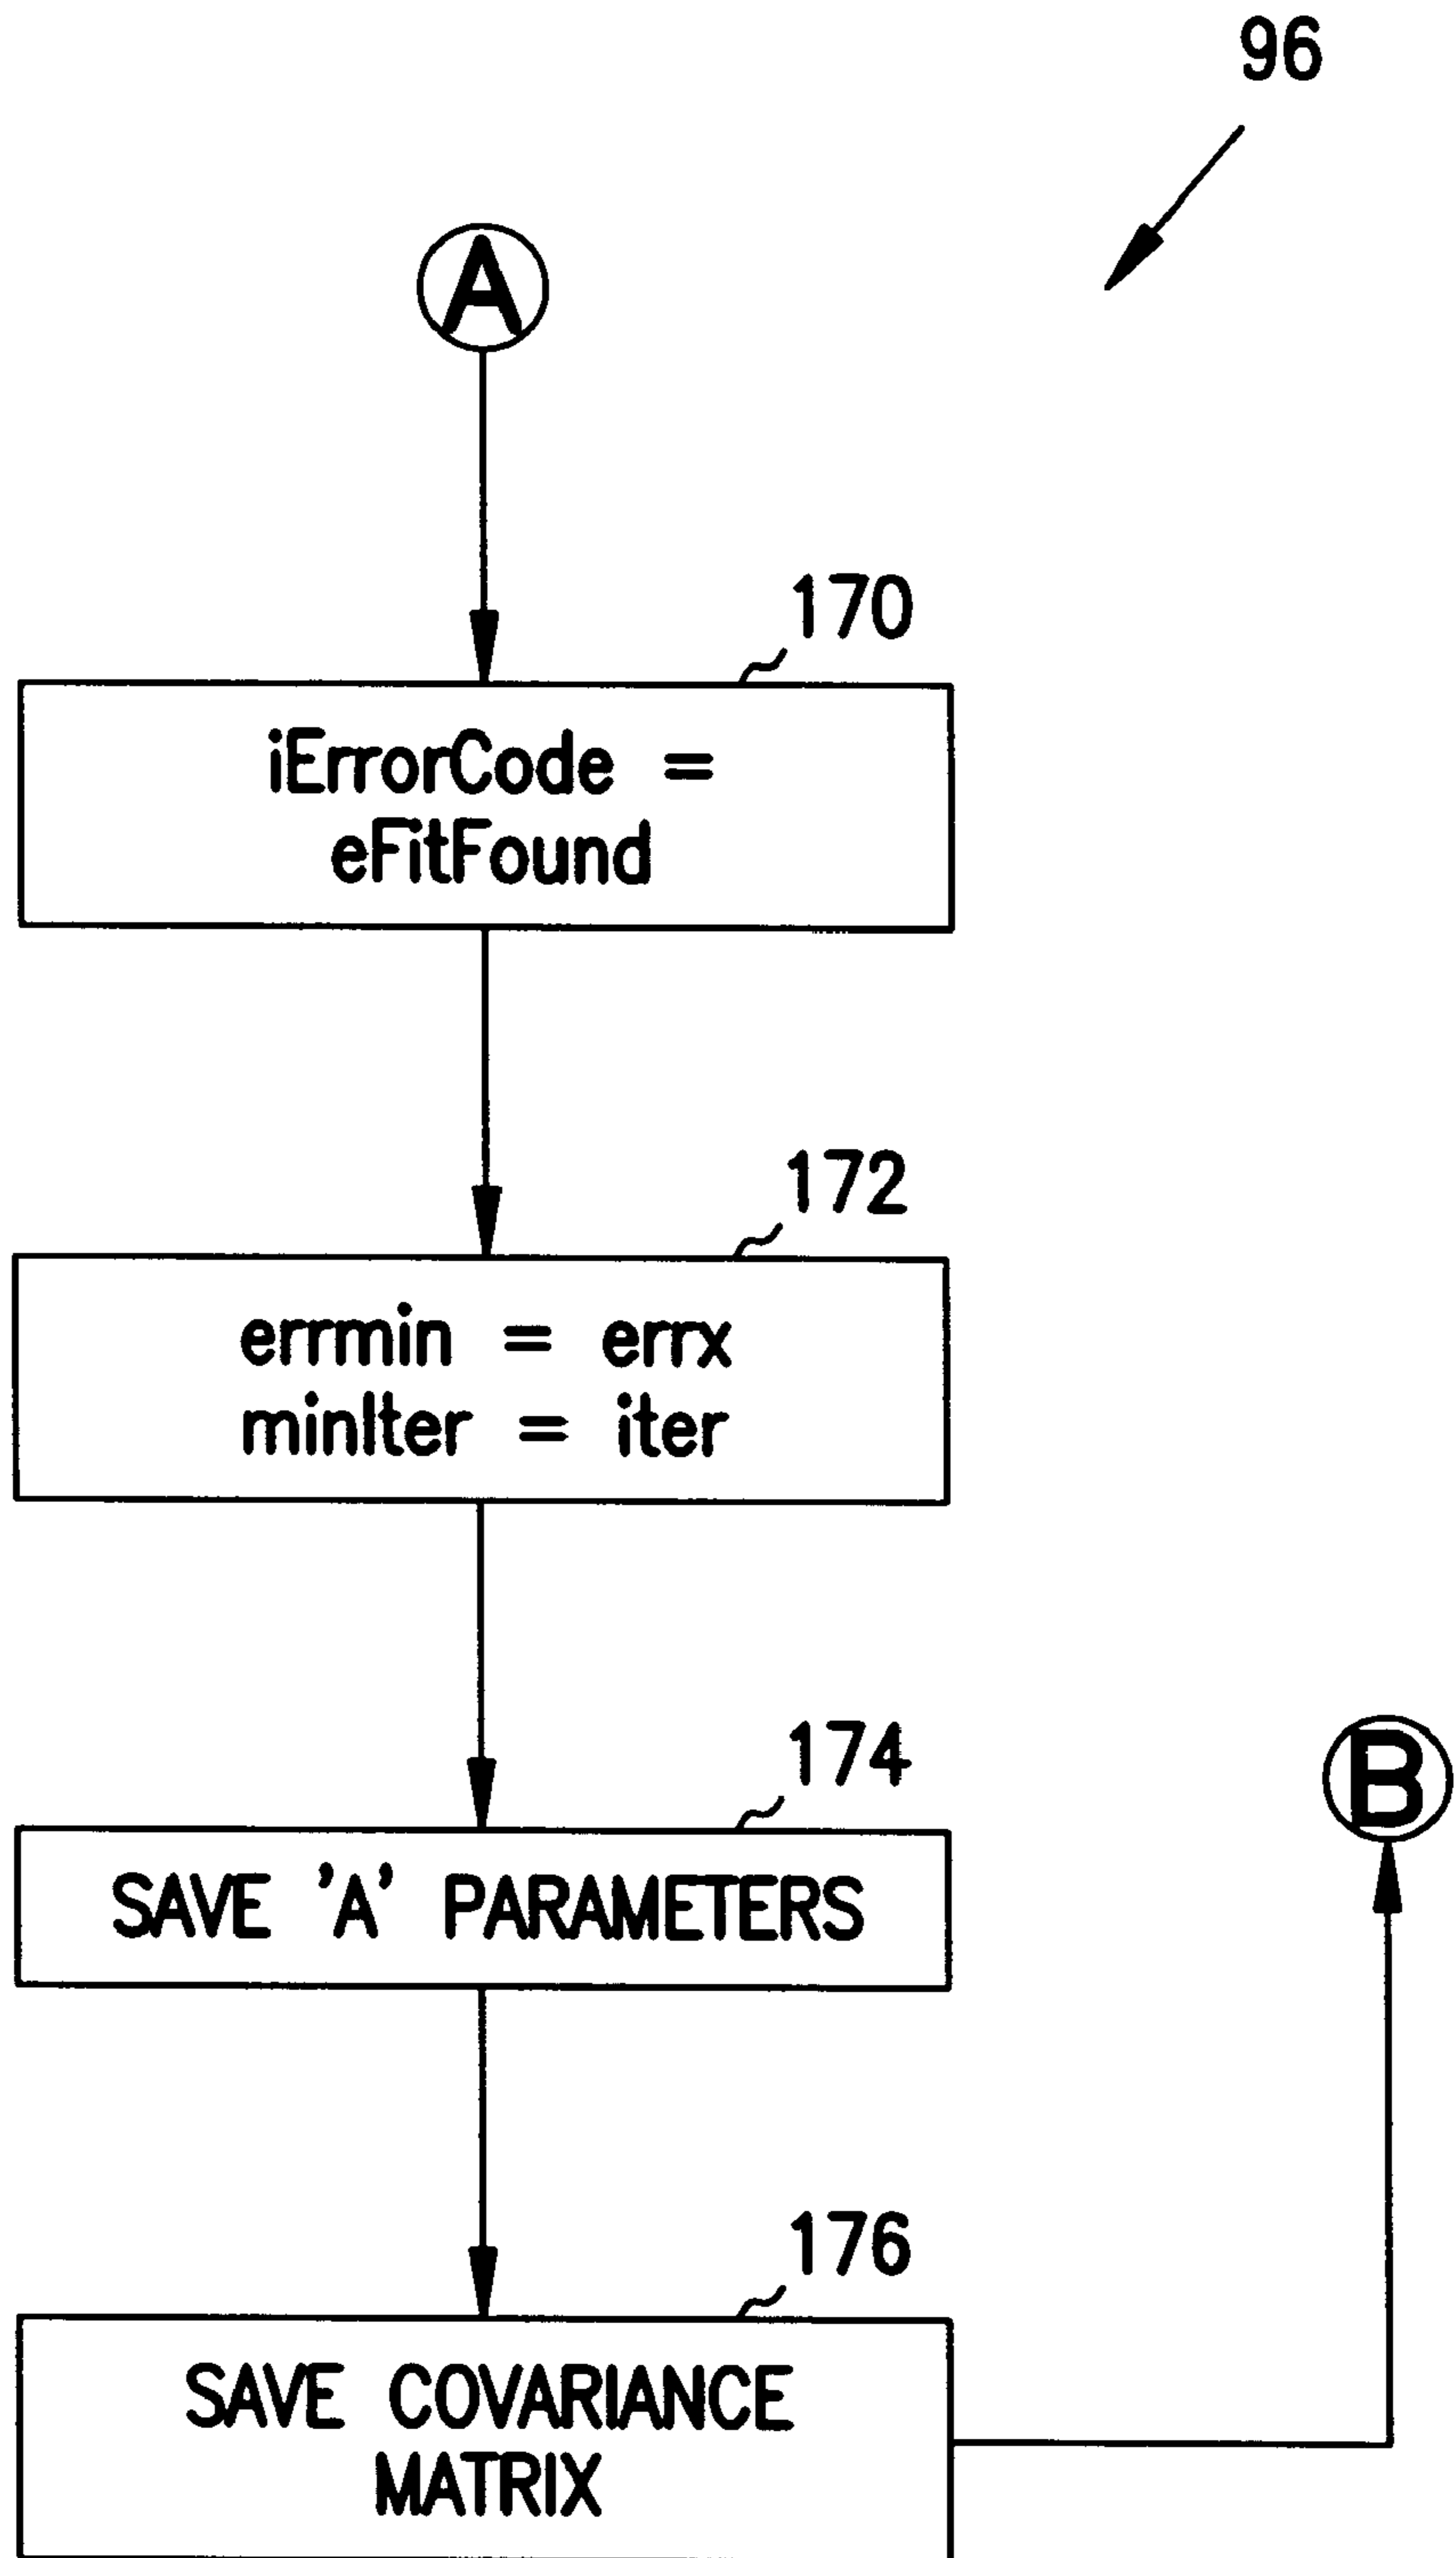 96
A
170
iErrorCode =
eFitFound
172
errmin = errx
minIter = iter
174
SAVE 'A' PARAMETERS
B
176
SAVE COVARIANCE
MATRIX